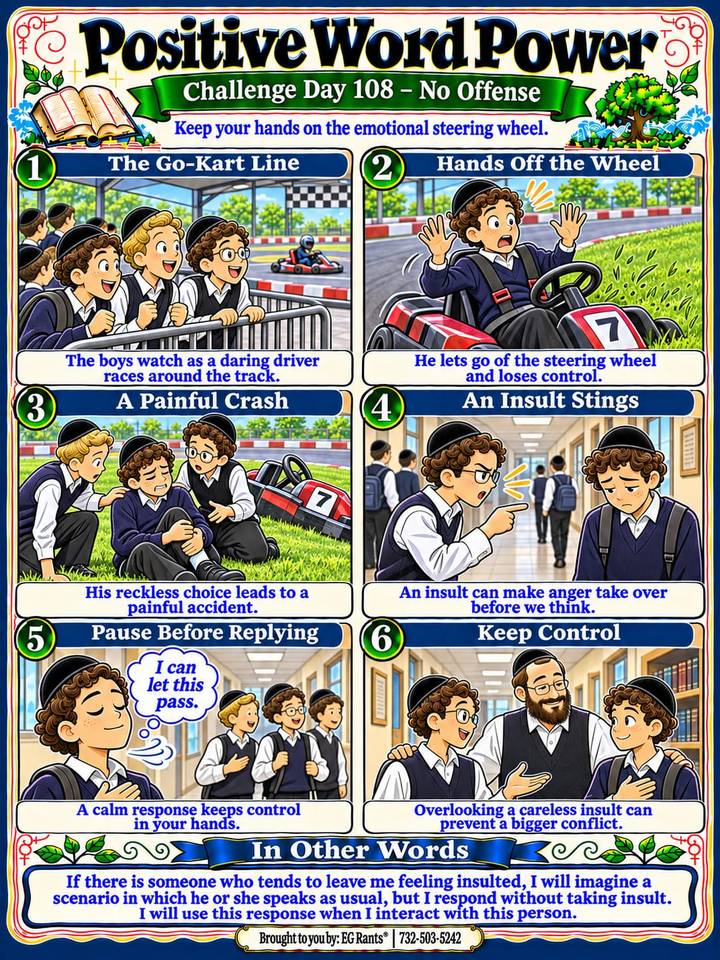 Positive Word Power
Challenge Day 108 – No Offense
Keep your hands on the emotional steering wheel.
1 The Go-Kart Line
The boys watch as a daring driver
races around the track.
2 Hands Off the Wheel
7
He lets go of the steering wheel
and loses control.
3 A Painful Crash
7
His reckless choice leads to a
painful accident.
4 An Insult Stings
An insult can make anger take over
before we think.
5 Pause Before Replying
I can
let this
pass.
A calm response keeps control
in your hands.
6 Keep Control
Overlooking a careless insult can
prevent a bigger conflict.
In Other Words
If there is someone who tends to leave me feeling insulted, I will imagine a
scenario in which he or she speaks as usual, but I respond without taking insult.
I will use this response when I interact with this person.
Brought to you by: EG Rants® | 732-503-5242